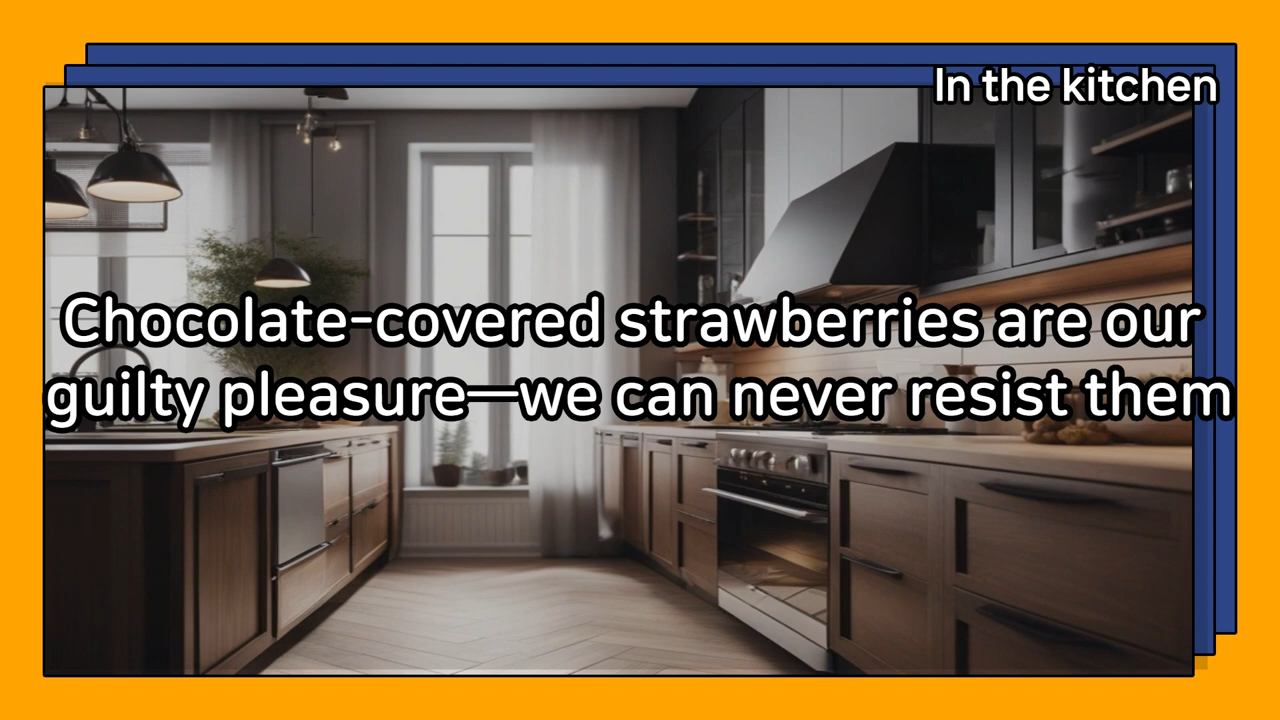 In the kitchen
Chocolate-covered strawberries are our
guilty pleasure—we can never resist them